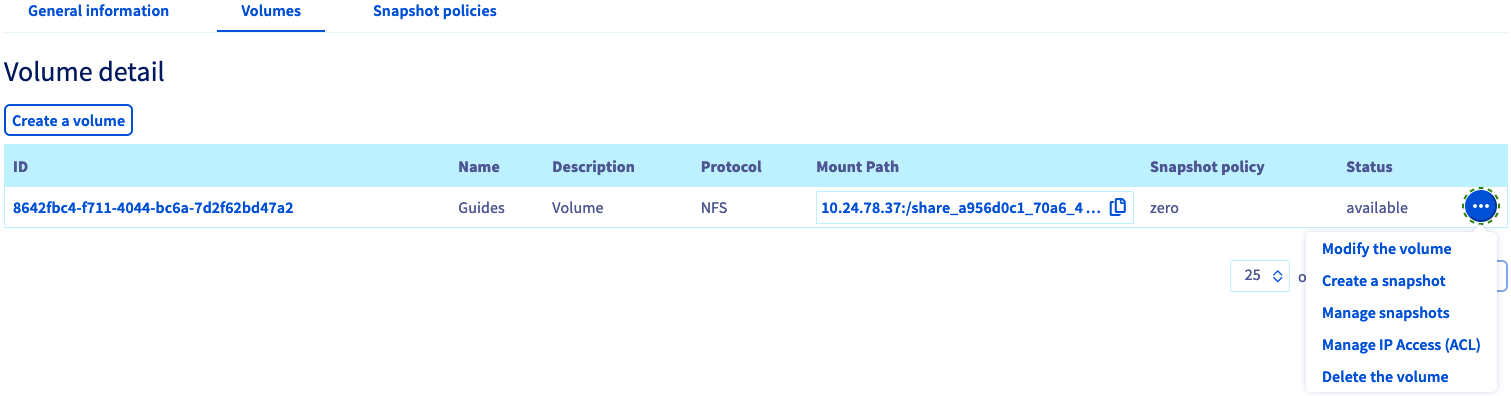 General information Volumes Snapshot policies
Volume detail
Create a volume
ID Name Description Protocol Mount Path Snapshot policy Status
8642fbc4-f711-4044-bc6a-7d2f62bd47a2 Guides Volume NFS 10.24.78.37:/share_a956d0c1_70a6_4 ... zero available
Modify the volume
25
Create a snapshot
Manage snapshots
Manage IP Access (ACL)
Delete the volume